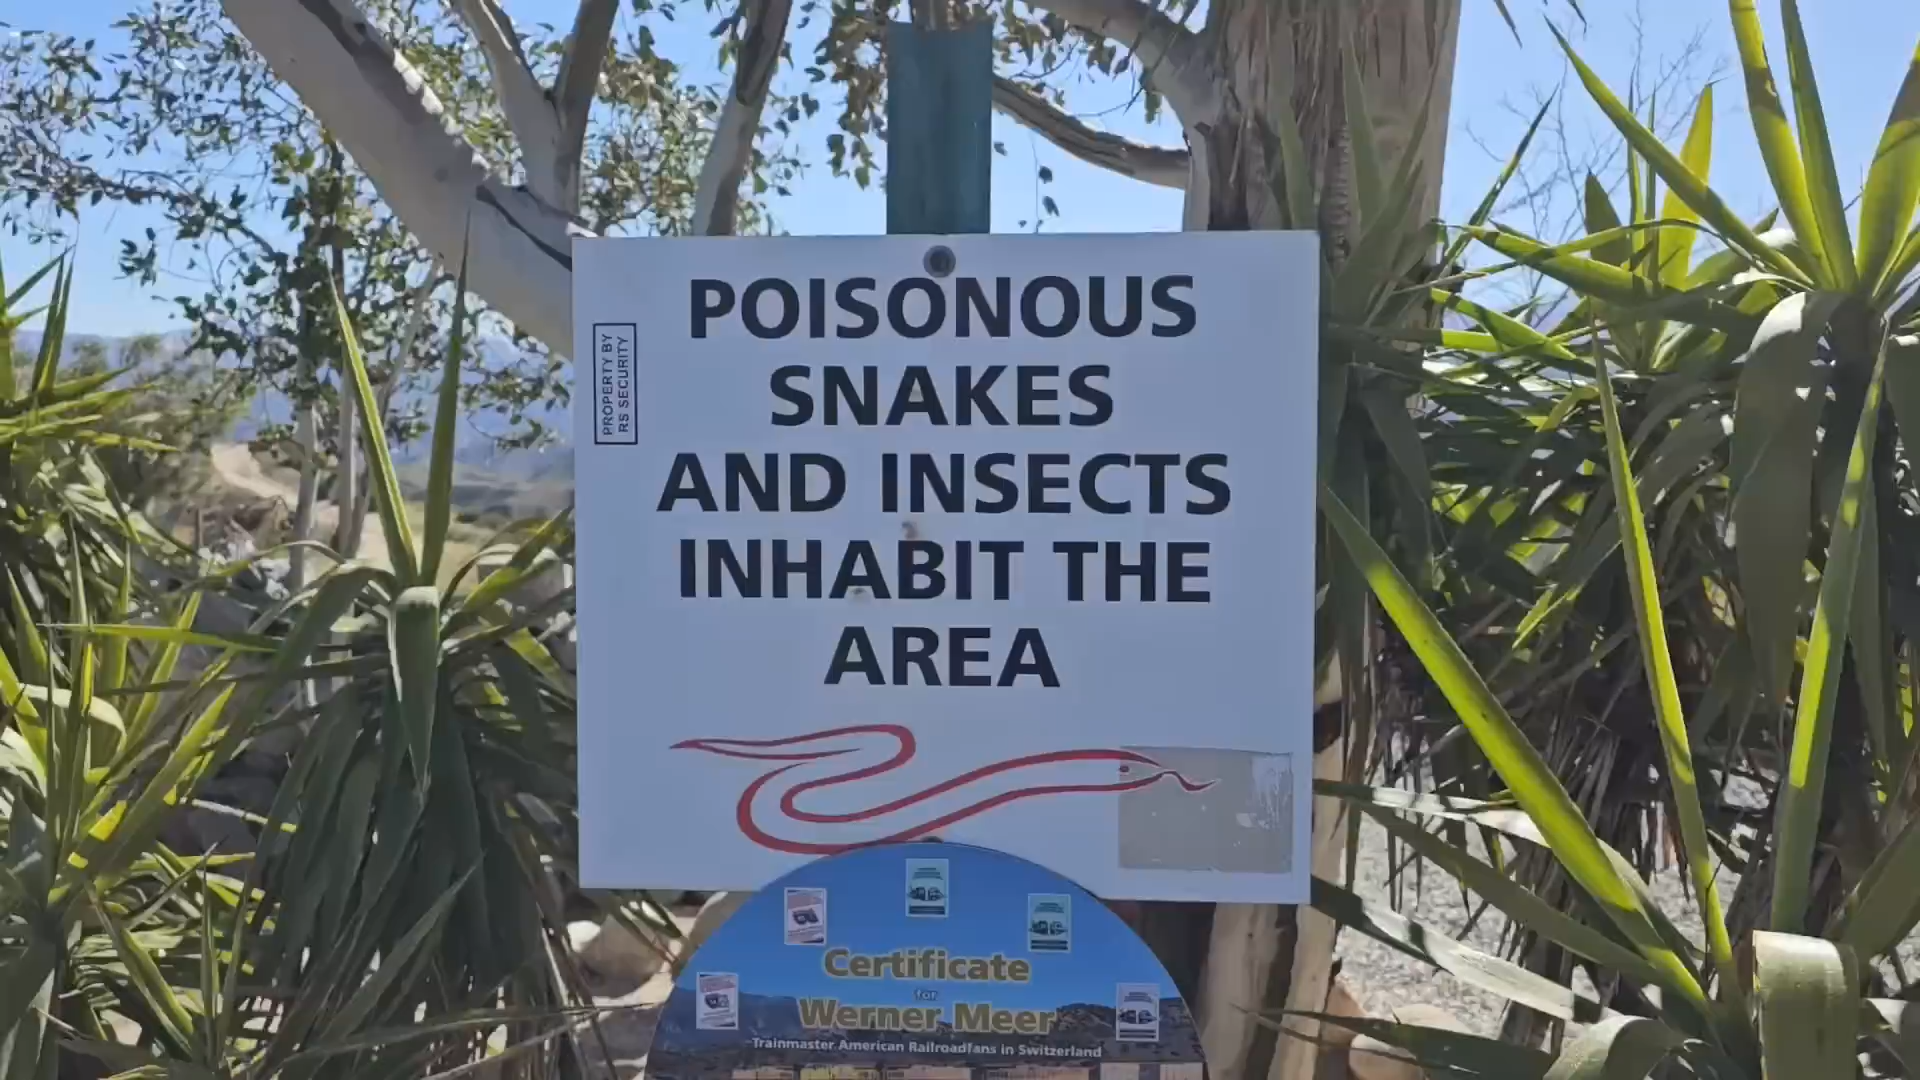 PROPERTY BY
RS SECURITY
POISONOUS
SNAKES
AND INSECTS
INHABIT THE
AREA
Certificate
for
Werner Meer
Trainmaster American Railroadfans in Switzerland